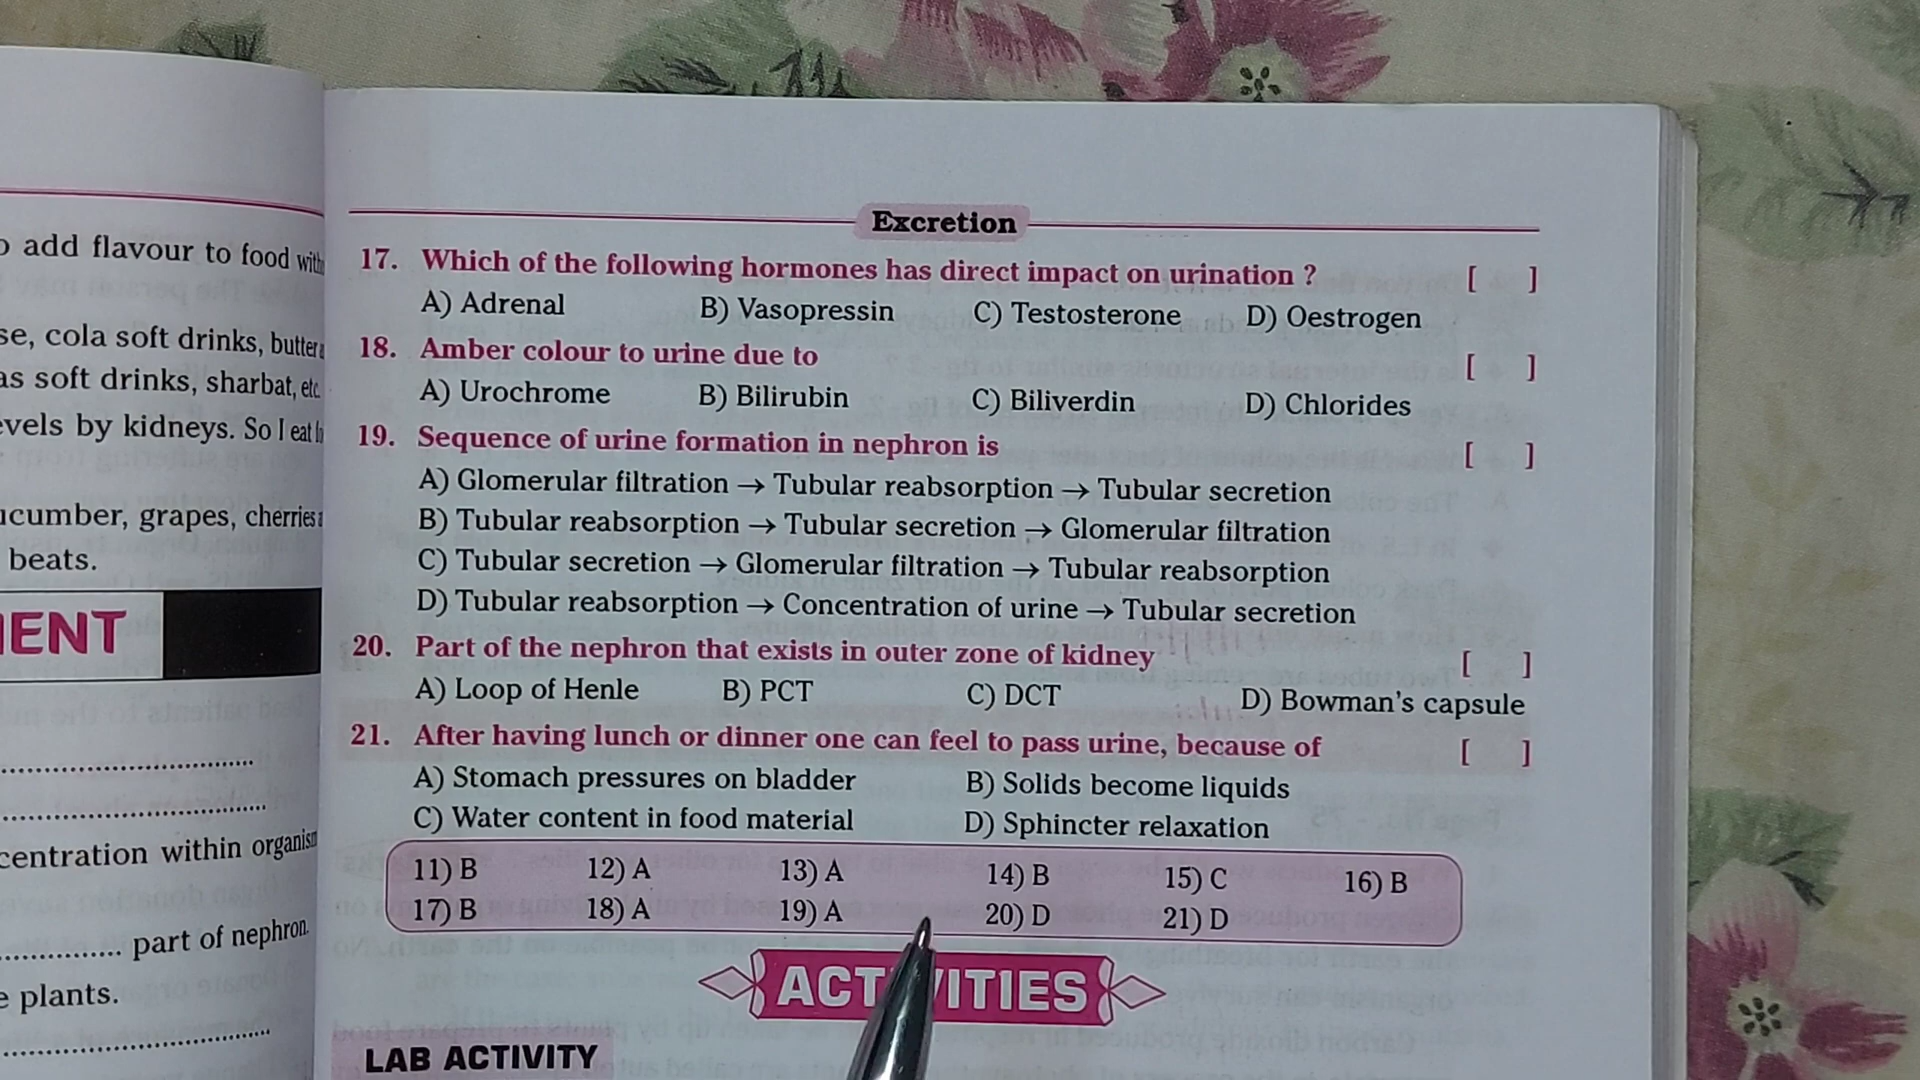 o add flavour to food with
se, cola soft drinks, butter
as soft drinks, sharbat, etc.
evels by kidneys. So I eat
ucumber, grapes, cherries
beats.
MENT
..............................
..............................
centration within organism
.............. part of nephron.
e plants.
..............................
Excretion
17. Which of the following hormones has direct impact on urination ? [ ]
A) Adrenal B) Vasopressin C) Testosterone D) Oestrogen
18. Amber colour to urine due to [ ]
A) Urochrome B) Bilirubin C) Biliverdin D) Chlorides
19. Sequence of urine formation in nephron is [ ]
A) Glomerular filtration → Tubular reabsorption → Tubular secretion
B) Tubular reabsorption → Tubular secretion → Glomerular filtration
C) Tubular secretion → Glomerular filtration → Tubular reabsorption
D) Tubular reabsorption → Concentration of urine → Tubular secretion
20. Part of the nephron that exists in outer zone of kidney [ ]
A) Loop of Henle B) PCT C) DCT D) Bowman's capsule
21. After having lunch or dinner one can feel to pass urine, because of [ ]
A) Stomach pressures on bladder B) Solids become liquids
C) Water content in food material D) Sphincter relaxation
11) B 12) A 13) A 14) B 15) C 16) B
17) B 18) A 19) A 20) D 21) D
ACTIVITIES
LAB ACTIVITY